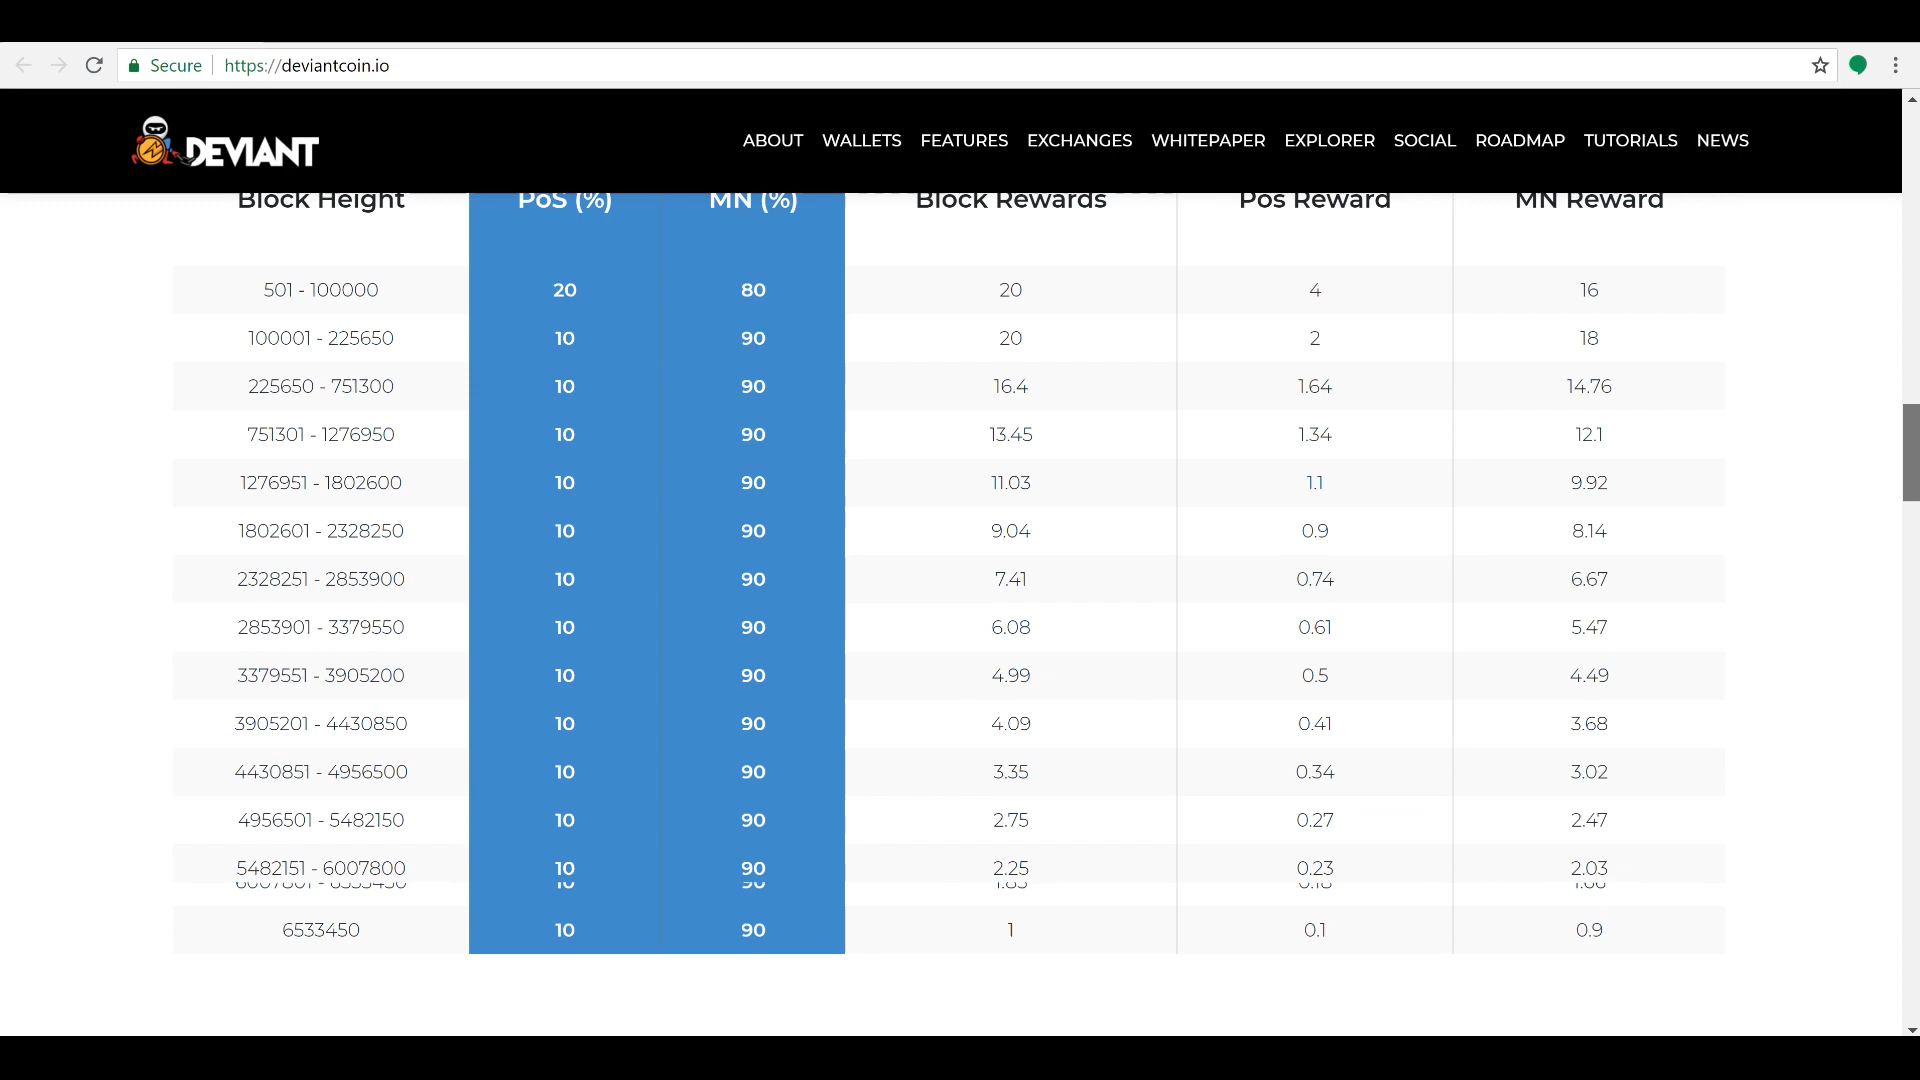 Secure https://deviantcoin.io
DEVIANT ABOUT WALLETS FEATURES EXCHANGES WHITEPAPER EXPLORER SOCIAL ROADMAP TUTORIALS NEWS
Block Height PoS (%) MN (%) Block Rewards Pos Reward MN Reward
501 - 100000 20 80 20 4 16
100001 - 225650 10 90 20 2 18
225650 - 751300 10 90 16.4 1.64 14.76
751301 - 1276950 10 90 13.45 1.34 12.1
1276951 - 1802600 10 90 11.03 1.1 9.92
1802601 - 2328250 10 90 9.04 0.9 8.14
2328251 - 2853900 10 90 7.41 0.74 6.67
2853901 - 3379550 10 90 6.08 0.61 5.47
3379551 - 3905200 10 90 4.99 0.5 4.49
3905201 - 4430850 10 90 4.09 0.41 3.68
4430851 - 4956500 10 90 3.35 0.34 3.02
4956501 - 5482150 10 90 2.75 0.27 2.47
5482151 - 6007800 10 90 2.25 0.23 2.03
6533450 10 90 1 0.1 0.9